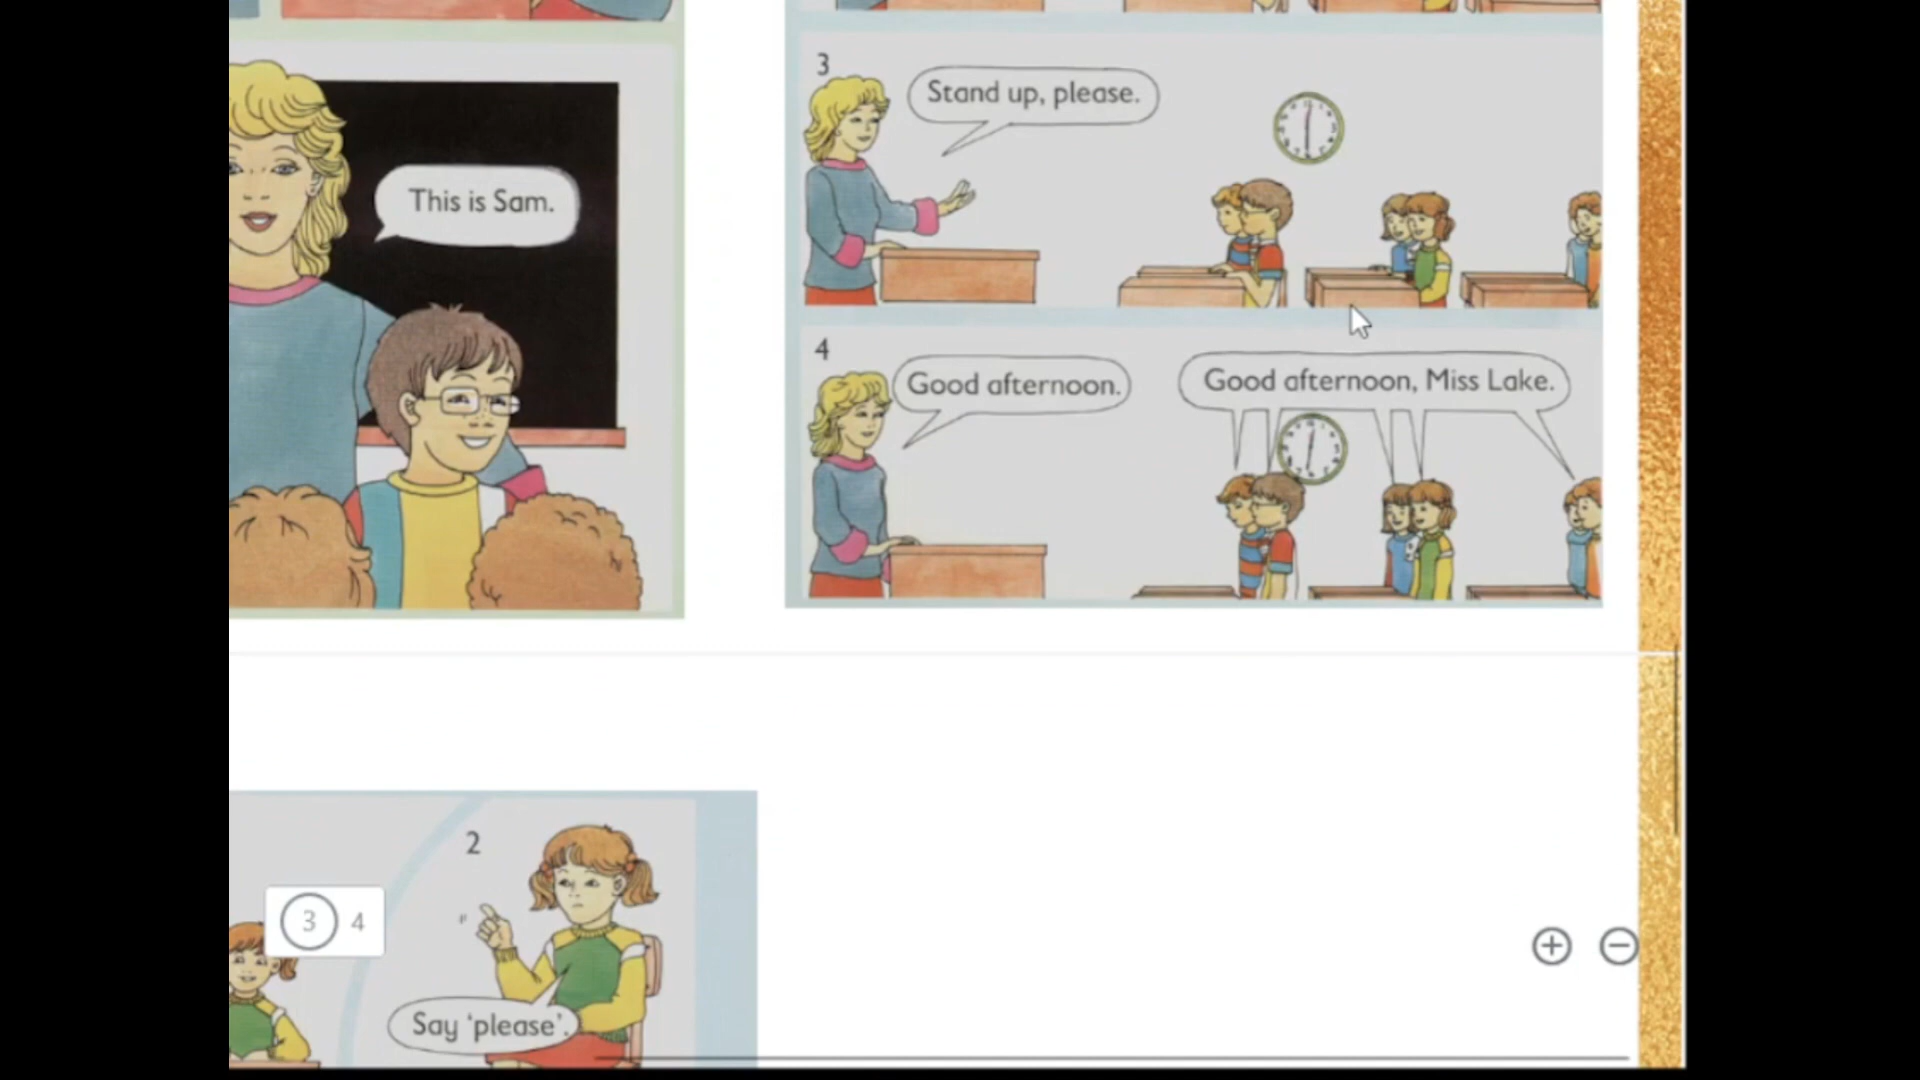 This is Sam.
3
Stand up, please.
4
Good afternoon.
Good afternoon, Miss Lake.
2
3 4
Say ‘please’.